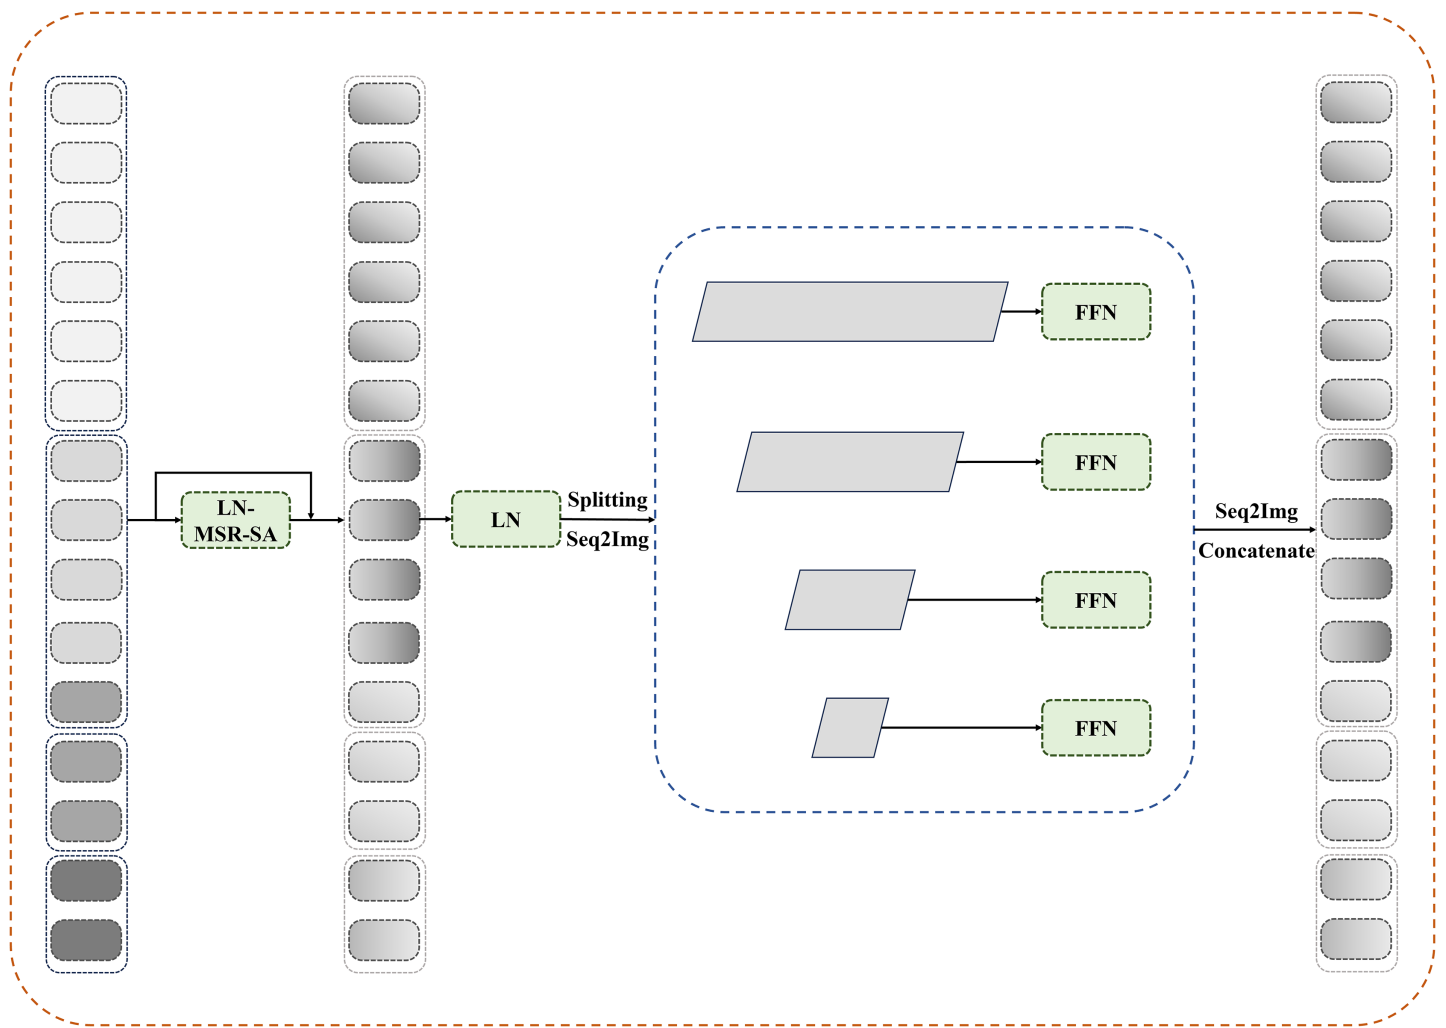 LN-
MSR-SA
LN
Splitting
Seq2Img
FFN
FFN
FFN
FFN
Seq2Img
Concatenate